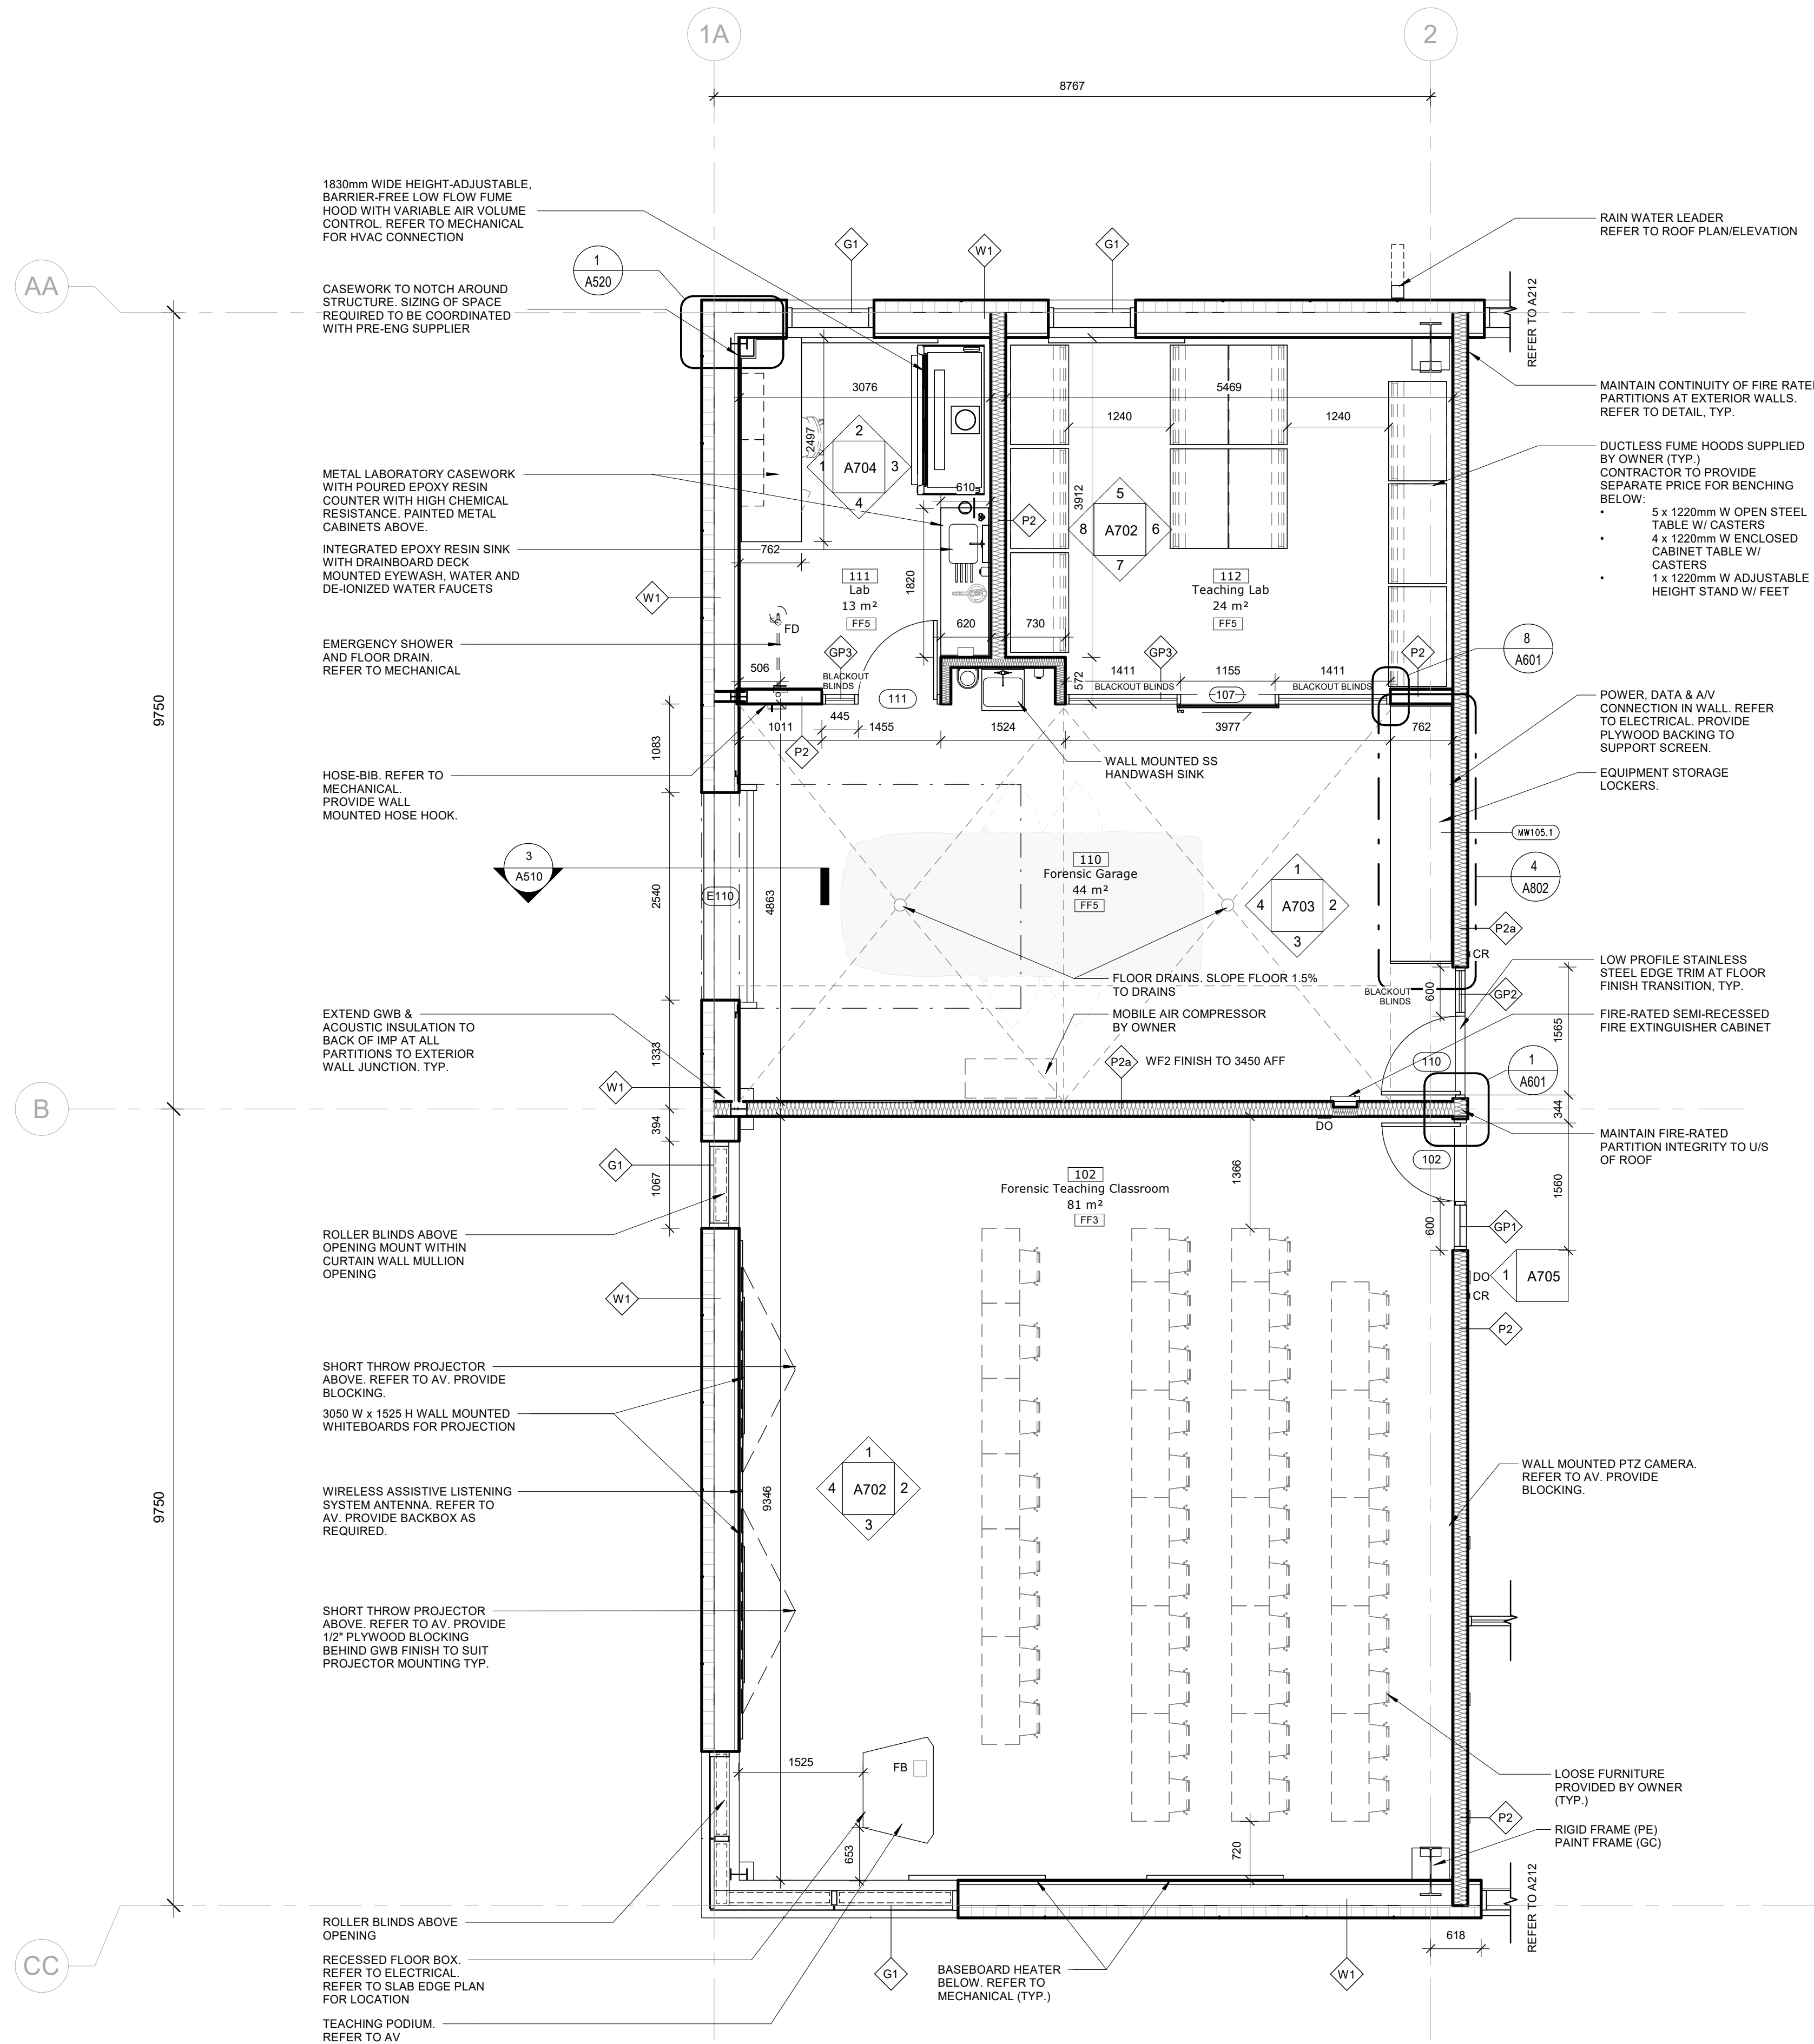 1A
2
8767
1830mm WIDE HEIGHT-ADJUSTABLE,
BARRIER-FREE LOW FLOW FUME
HOOD WITH VARIABLE AIR VOLUME
CONTROL. REFER TO MECHANICAL
FOR HVAC CONNECTION
RAIN WATER LEADER
REFER TO ROOF PLAN/ELEVATION
G1
W1
G1
1
A520
AA
CASEWORK TO NOTCH AROUND
STRUCTURE. SIZING OF SPACE
REQUIRED TO BE COORDINATED
WITH PRE-ENG SUPPLIER
REFER TO A212
3076
5469
MAINTAIN CONTINUITY OF FIRE RATE
PARTITIONS AT EXTERIOR WALLS.
REFER TO DETAIL, TYP.
1240
1240
2497
2
1
A704
3
4
DUCTLESS FUME HOODS SUPPLIED
BY OWNER (TYP.)
CONTRACTOR TO PROVIDE
SEPARATE PRICE FOR BENCHING
BELOW:
• 5 x 1220mm W OPEN STEEL
TABLE W/ CASTERS
• 4 x 1220mm W ENCLOSED
CABINET TABLE W/
CASTERS
• 1 x 1220mm W ADJUSTABLE
HEIGHT STAND W/ FEET
METAL LABORATORY CASEWORK
WITH POURED EPOXY RESIN
COUNTER WITH HIGH CHEMICAL
RESISTANCE. PAINTED METAL
CABINETS ABOVE.
610
P2
3912
5
8
A702
6
7
INTEGRATED EPOXY RESIN SINK
WITH DRAINBOARD DECK
MOUNTED EYEWASH, WATER AND
DE-IONIZED WATER FAUCETS
762
111
Lab
13 m²
FF5
1820
112
Teaching Lab
24 m²
FF5
W1
FD
620
730
EMERGENCY SHOWER
AND FLOOR DRAIN.
REFER TO MECHANICAL
GP3
GP3
P2
8
A601
506
BLACKOUT
BLINDS
572
1411
1155
1411
BLACKOUT BLINDS
107
BLACKOUT BLINDS
111
9750
POWER, DATA & A/V
CONNECTION IN WALL. REFER
TO ELECTRICAL. PROVIDE
PLYWOOD BACKING TO
SUPPORT SCREEN.
445
1011
1455
1524
3977
762
P2
1083
WALL MOUNTED SS
HANDWASH SINK
HOSE-BIB. REFER TO
MECHANICAL.
PROVIDE WALL
MOUNTED HOSE HOOK.
EQUIPMENT STORAGE
LOCKERS.
MW105.1
3
A510
110
Forensic Garage
44 m²
FF5
4
A802
2540
E110
4863
1
4
A703
2
3
P2a
CR
FLOOR DRAINS. SLOPE FLOOR 1.5%
TO DRAINS
LOW PROFILE STAINLESS
STEEL EDGE TRIM AT FLOOR
FINISH TRANSITION, TYP.
BLACKOUT
BLINDS
600
GP2
MOBILE AIR COMPRESSOR
BY OWNER
FIRE-RATED SEMI-RECESSED
FIRE EXTINGUISHER CABINET
EXTEND GWB &
ACOUSTIC INSULATION TO
BACK OF IMP AT ALL
PARTITIONS TO EXTERIOR
WALL JUNCTION. TYP.
1333
1565
P2a
WF2 FINISH TO 3450 AFF
110
1
A601
W1
B
394
344
DO
MAINTAIN FIRE-RATED
PARTITION INTEGRITY TO U/S
OF ROOF
G1
1067
102
Forensic Teaching Classroom
81 m²
FF3
1366
102
1560
600
GP1
ROLLER BLINDS ABOVE
OPENING MOUNT WITHIN
CURTAIN WALL MULLION
OPENING
DO
CR
1
A705
W1
P2
SHORT THROW PROJECTOR
ABOVE. REFER TO AV. PROVIDE
BLOCKING.
3050 W x 1525 H WALL MOUNTED
WHITEBOARDS FOR PROJECTION
1
4
A702
2
3
9346
9750
WALL MOUNTED PTZ CAMERA.
REFER TO AV. PROVIDE
BLOCKING.
WIRELESS ASSISTIVE LISTENING
SYSTEM ANTENNA. REFER TO
AV. PROVIDE BACKBOX AS
REQUIRED.
SHORT THROW PROJECTOR
ABOVE. REFER TO AV. PROVIDE
1/2" PLYWOOD BLOCKING
BEHIND GWB FINISH TO SUIT
PROJECTOR MOUNTING TYP.
1525
FB
LOOSE FURNITURE
PROVIDED BY OWNER
(TYP.)
P2
RIGID FRAME (PE)
PAINT FRAME (GC)
653
720
REFER TO A212
ROLLER BLINDS ABOVE
OPENING
618
CC
RECESSED FLOOR BOX.
REFER TO ELECTRICAL.
REFER TO SLAB EDGE PLAN
FOR LOCATION
G1
BASEBOARD HEATER
BELOW. REFER TO
MECHANICAL (TYP.)
W1
TEACHING PODIUM.
REFER TO AV